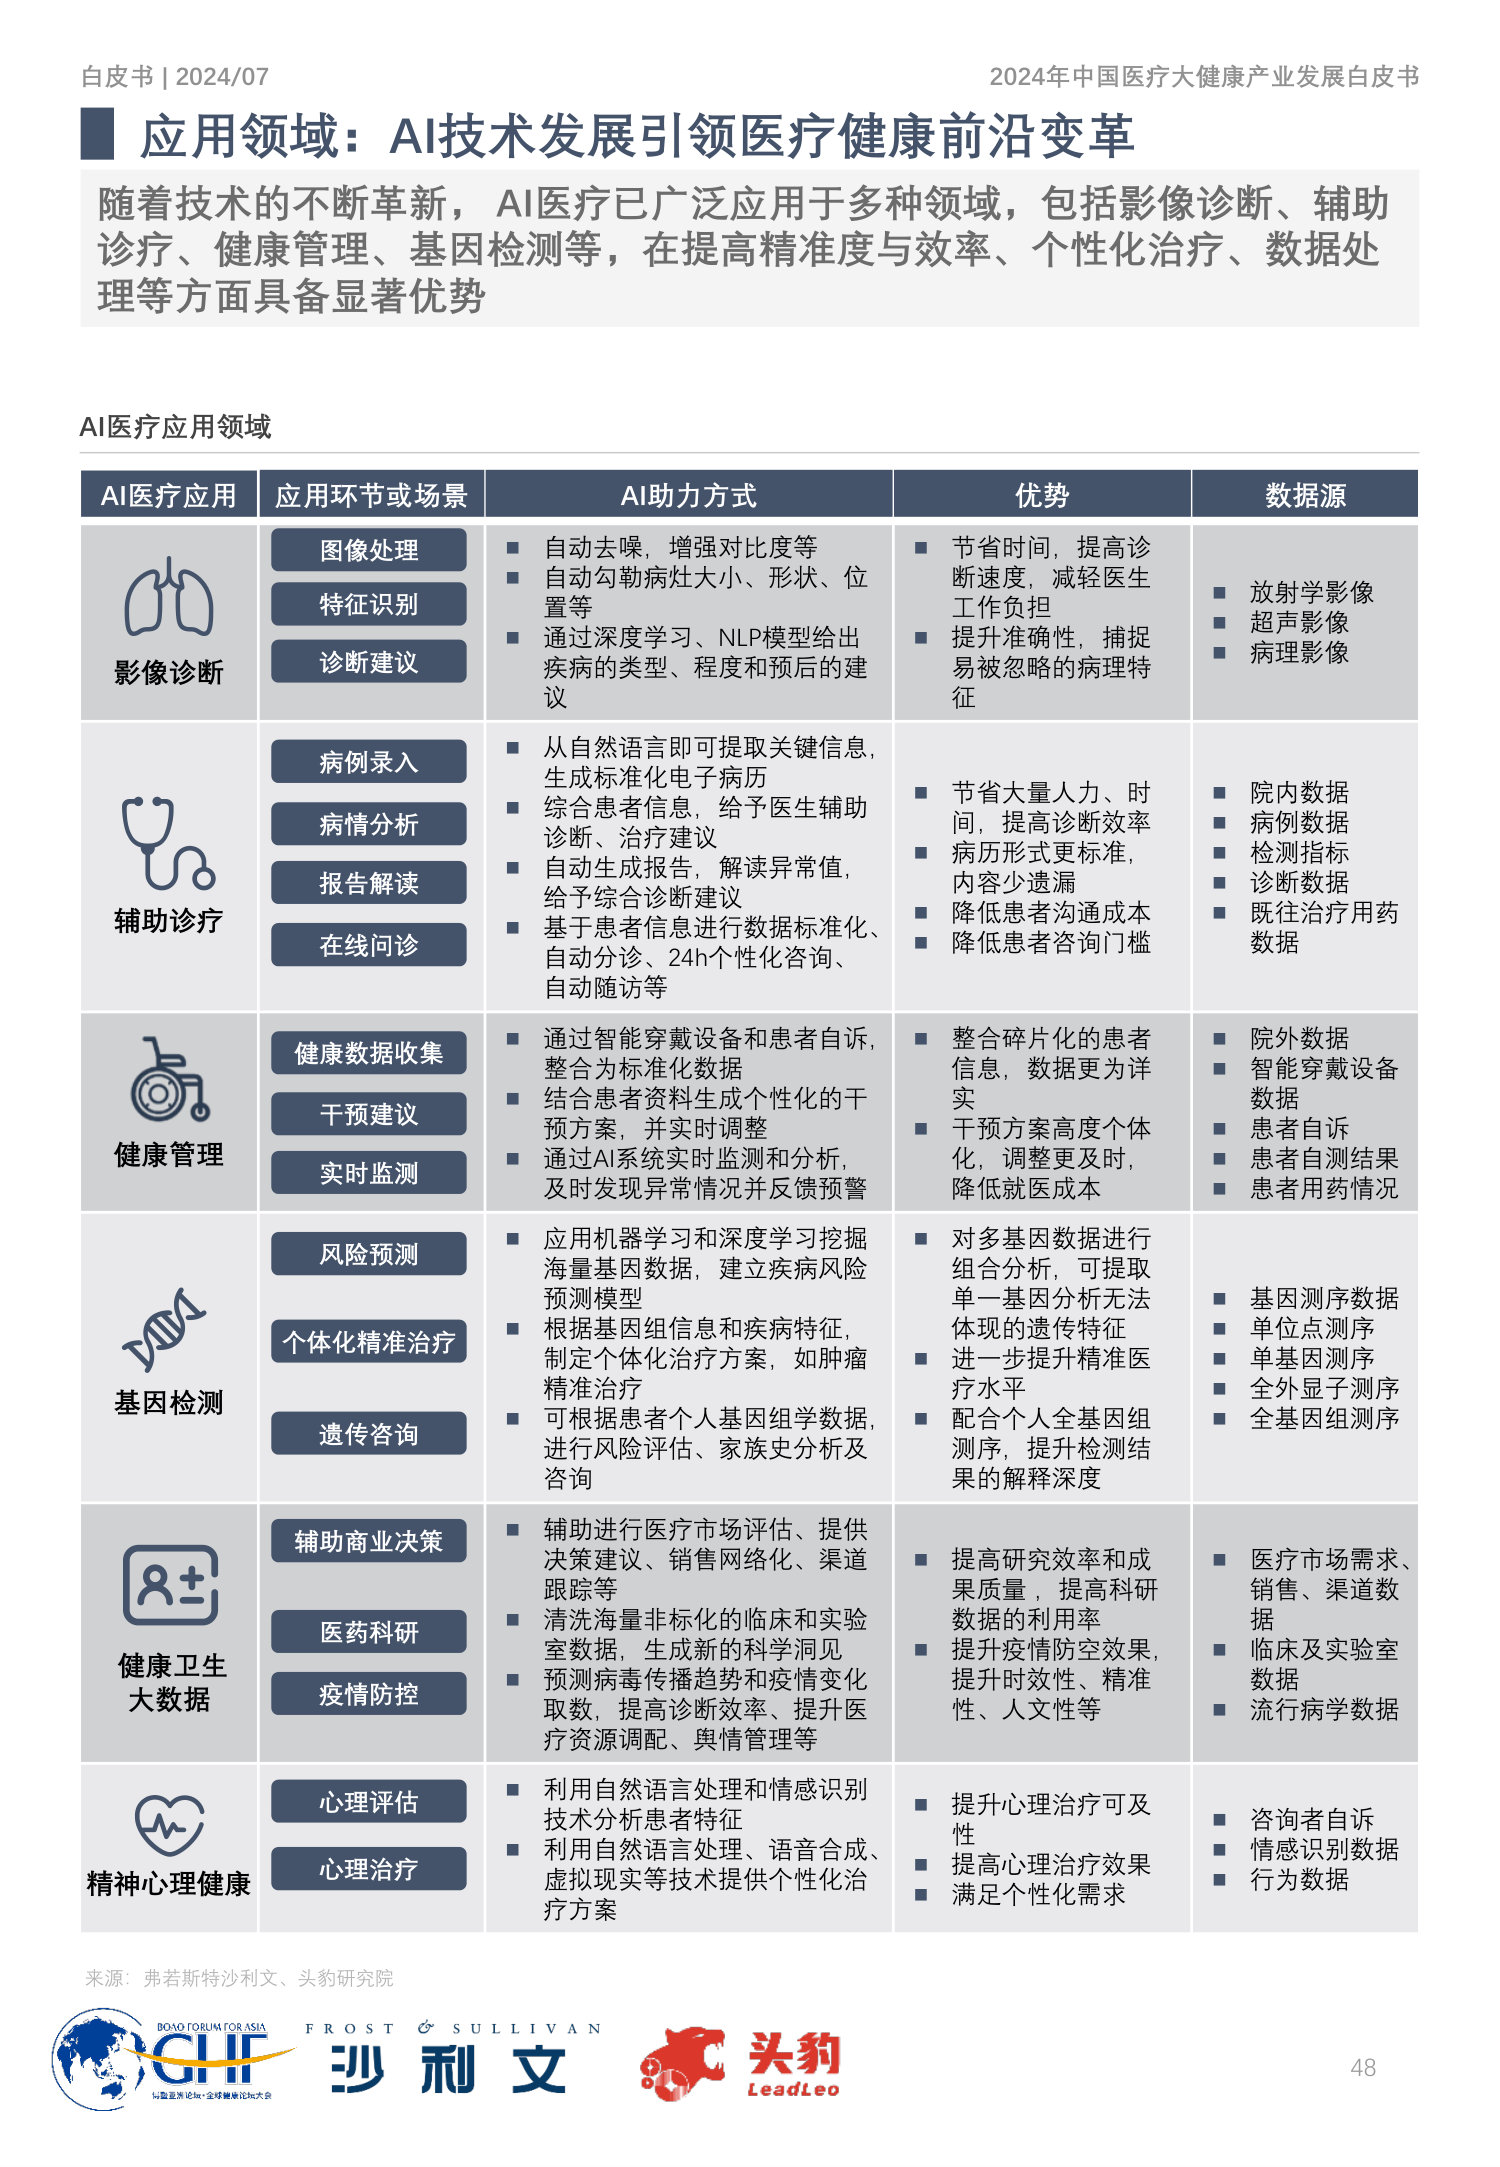 白皮书 | 2024/07
2024年中国医疗大健康产业发展白皮书
应用领域：AI技术发展引领医疗健康前沿变革
随着技术的不断革新， AI医疗已广泛应用于多种领域，包括影像诊断、辅助
诊疗、健康管理、基因检测等，在提高精准度与效率、个性化治疗、数据处
理等方面具备显著优势
AI医疗应用领域
AI医疗应用
应用环节或场景
AI助力方式
优势
数据源
影像诊断
图像处理
特征识别
诊断建议
■ 自动去噪，增强对比度等
■ 自动勾勒病灶大小、形状、位
置等
■ 通过深度学习、NLP模型给出
疾病的类型、程度和预后的建
议
■ 节省时间，提高诊
断速度，减轻医生
工作负担
■ 提升准确性，捕捉
易被忽略的病理特
征
■ 放射学影像
■ 超声影像
■ 病理影像
辅助诊疗
病例录入
病情分析
报告解读
在线问诊
■ 从自然语言即可提取关键信息，
生成标准化电子病历
■ 综合患者信息，给予医生辅助
诊断、治疗建议
■ 自动生成报告，解读异常值，
给予综合诊断建议
■ 基于患者信息进行数据标准化、
自动分诊、24h个性化咨询、
自动随访等
■ 节省大量人力、时
间，提高诊断效率
■ 病历形式更标准，
内容少遗漏
■ 降低患者沟通成本
■ 降低患者咨询门槛
■ 院内数据
■ 病例数据
■ 检测指标
■ 诊断数据
■ 既往治疗用药
数据
健康管理
健康数据收集
干预建议
实时监测
■ 通过智能穿戴设备和患者自诉，
整合为标准化数据
■ 结合患者资料生成个性化的干
预方案，并实时调整
■ 通过AI系统实时监测和分析，
及时发现异常情况并反馈预警
■ 整合碎片化的患者
信息，数据更为详
实
■ 干预方案高度个体
化，调整更及时，
降低就医成本
■ 院外数据
■ 智能穿戴设备
数据
■ 患者自诉
■ 患者自测结果
■ 患者用药情况
基因检测
风险预测
个体化精准治疗
遗传咨询
■ 应用机器学习和深度学习挖掘
海量基因数据，建立疾病风险
预测模型
■ 根据基因组信息和疾病特征，
制定个体化治疗方案，如肿瘤
精准治疗
■ 可根据患者个人基因组学数据，
进行风险评估、家族史分析及
咨询
■ 对多基因数据进行
组合分析，可提取
单一基因分析无法
体现的遗传特征
■ 进一步提升精准医
疗水平
■ 配合个人全基因组
测序，提升检测结
果的解释深度
■ 基因测序数据
■ 单位点测序
■ 单基因测序
■ 全外显子测序
■ 全基因组测序
健康卫生
大数据
辅助商业决策
医药科研
疫情防控
■ 辅助进行医疗市场评估、提供
决策建议、销售网络化、渠道
跟踪等
■ 清洗海量非标化的临床和实验
室数据，生成新的科学洞见
■ 预测病毒传播趋势和疫情变化
取数，提高诊断效率、提升医
疗资源调配、舆情管理等
■ 提高研究效率和成
果质量 ，提高科研
数据的利用率
■ 提升疫情防空效果，
提升时效性、精准
性、人文性等
■ 医疗市场需求、
销售、渠道数
据
■ 临床及实验室
数据
■ 流行病学数据
精神心理健康
心理评估
心理治疗
■ 利用自然语言处理和情感识别
技术分析患者特征
■ 利用自然语言处理、语音合成、
虚拟现实等技术提供个性化治
疗方案
■ 提升心理治疗可及
性
■ 提高心理治疗效果
■ 满足个性化需求
■ 咨询者自诉
■ 情感识别数据
■ 行为数据
来源：弗若斯特沙利文、头豹研究院
BOAO FORUM FOR ASIA
GHF
博鳌亚洲论坛·全球健康论坛大会
FROST & SULLIVAN
沙利文
头豹
LeadLeo
48